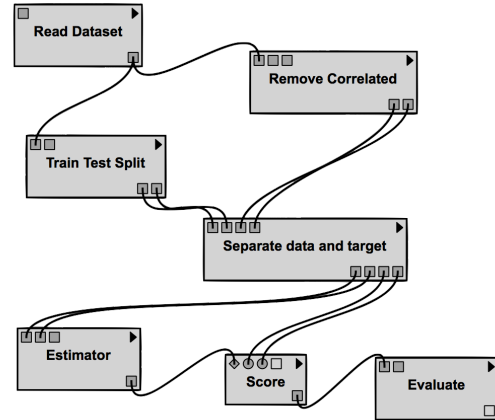 Read Dataset
Remove Correlated
Train Test Split
Separate data and target
Estimator
Score
Evaluate